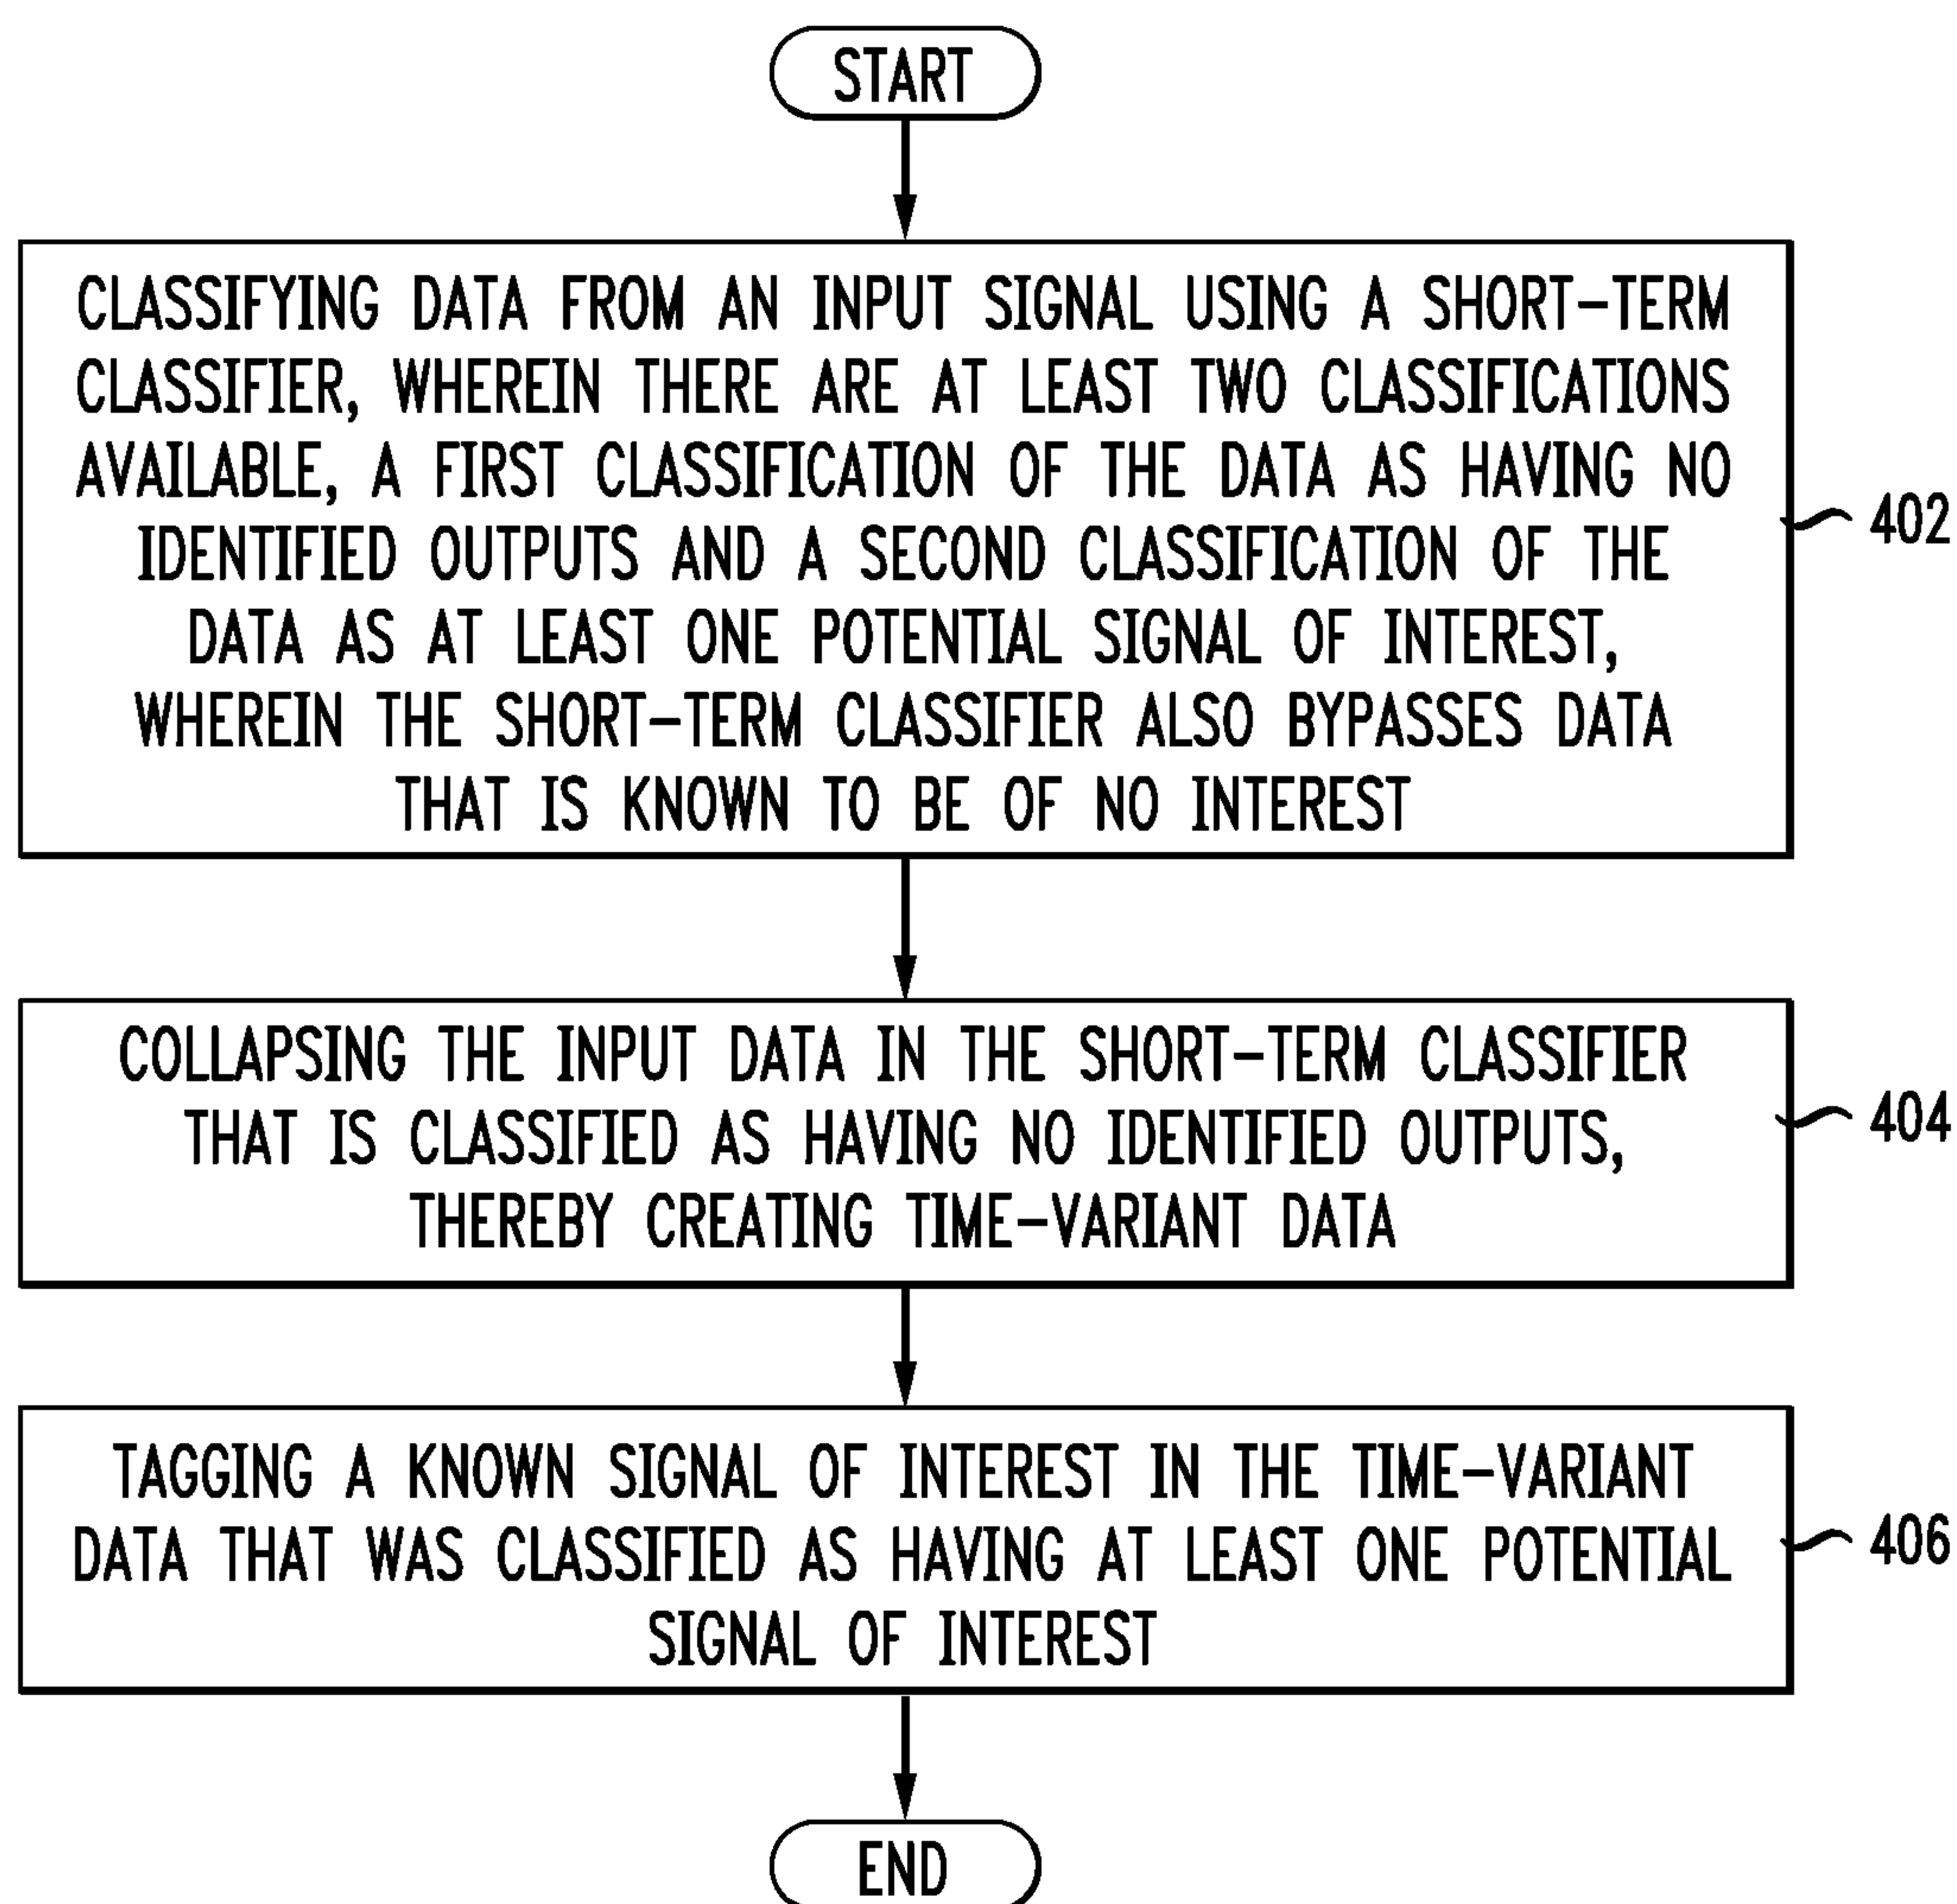 START
CLASSIFYING DATA FROM AN INPUT SIGNAL USING A SHORT-TERM
CLASSIFIER, WHEREIN THERE ARE AT LEAST TWO CLASSIFICATIONS
AVAILABLE, A FIRST CLASSIFICATION OF THE DATA AS HAVING NO
IDENTIFIED OUTPUTS AND A SECOND CLASSIFICATION OF THE
DATA AS AT LEAST ONE POTENTIAL SIGNAL OF INTEREST,
WHEREIN THE SHORT-TERM CLASSIFIER ALSO BYPASSES DATA
THAT IS KNOWN TO BE OF NO INTEREST
402
COLLAPSING THE INPUT DATA IN THE SHORT-TERM CLASSIFIER
THAT IS CLASSIFIED AS HAVING NO IDENTIFIED OUTPUTS,
THEREBY CREATING TIME-VARIANT DATA
404
TAGGING A KNOWN SIGNAL OF INTEREST IN THE TIME-VARIANT
DATA THAT WAS CLASSIFIED AS HAVING AT LEAST ONE POTENTIAL
SIGNAL OF INTEREST
406
END